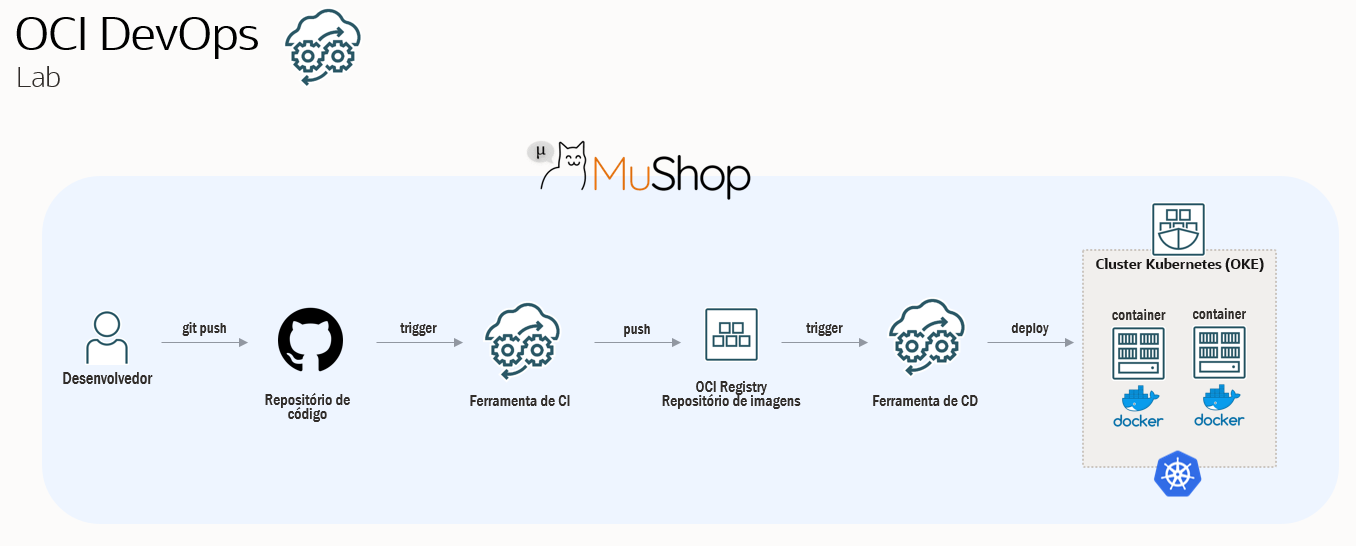 OCI DevOps
Lab
µ
MuShop
Cluster Kubernetes (OKE)
container
container
git push
trigger
push
trigger
deploy
Desenvolvedor
Repositório de
código
Ferramenta de CI
OCI Registry
Repositório de imagens
Ferramenta de CD
docker
docker